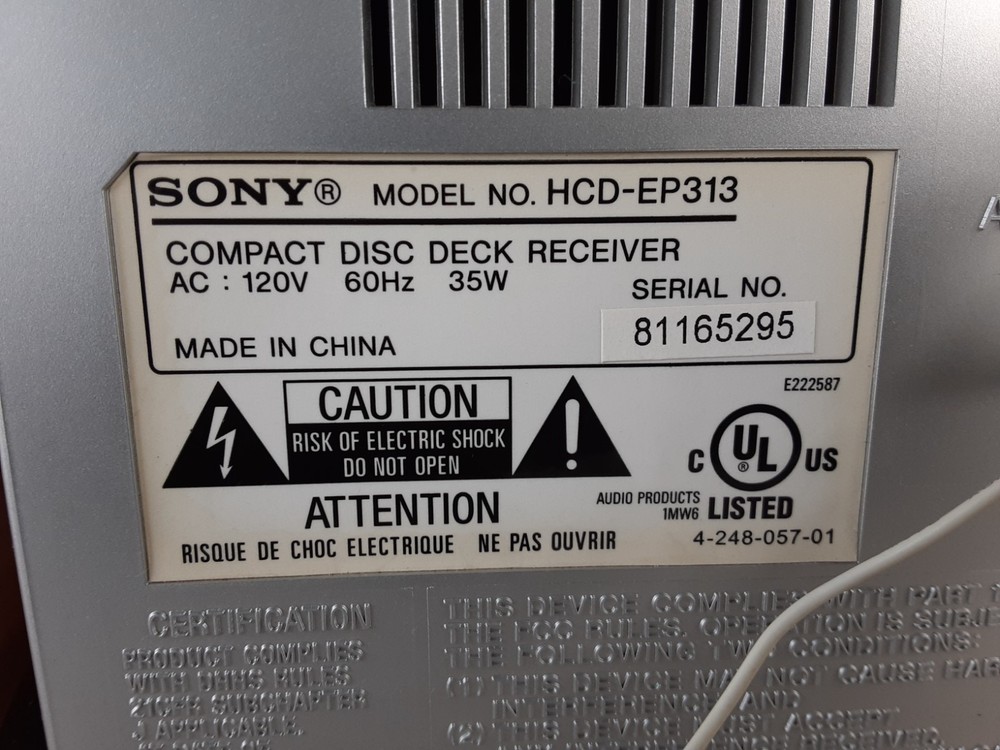 SONY® MODEL NO. HCD-EP313
COMPACT DISC DECK RECEIVER
AC : 120V 60Hz 35W
SERIAL NO.
81165295
MADE IN CHINA
E222587
CAUTION
RISK OF ELECTRIC SHOCK
DO NOT OPEN
C UL® US
AUDIO PRODUCTS
1MW6
LISTED
ATTENTION
RISQUE DE CHOC ELECTRIQUE NE PAS OUVRIR
4-248-057-01
CERTIFICATION
PRODUCT COMPLIES
WITH DHHS RULES
21CFR SUBCHAPTER
J APPLICABLE
THIS DEVICE COMPLIES WITH PART
THE FCC RULES. OPERATION IS SUBJE
THE FOLLOWING TWO CONDITIONS:
(1) THIS DEVICE MAY NOT CAUSE HAR
INTERFERENCE, AND
(2) THIS DEVICE MUST ACCEPT